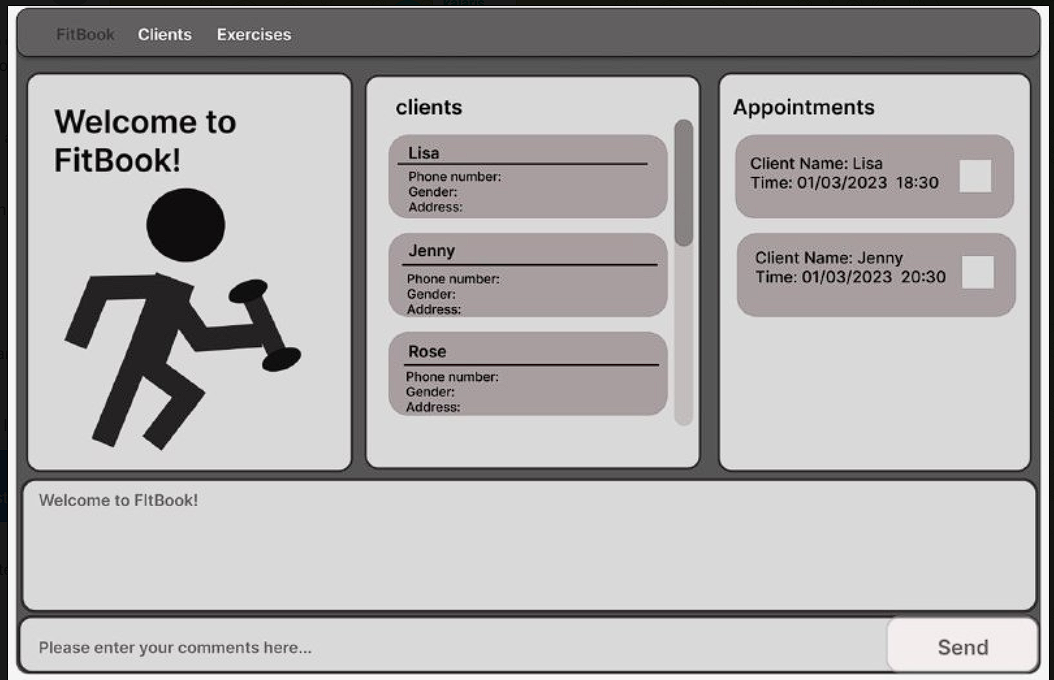 FitBook Clients Exercises
Welcome to
FitBook!
clients
Lisa
Phone number:
Gender:
Address:
Jenny
Phone number:
Gender:
Address:
Rose
Phone number:
Gender:
Address:
Appointments
Client Name: Lisa
Time: 01/03/2023 18:30
Client Name: Jenny
Time: 01/03/2023 20:30
Welcome to FItBook!
Please enter your comments here...
Send